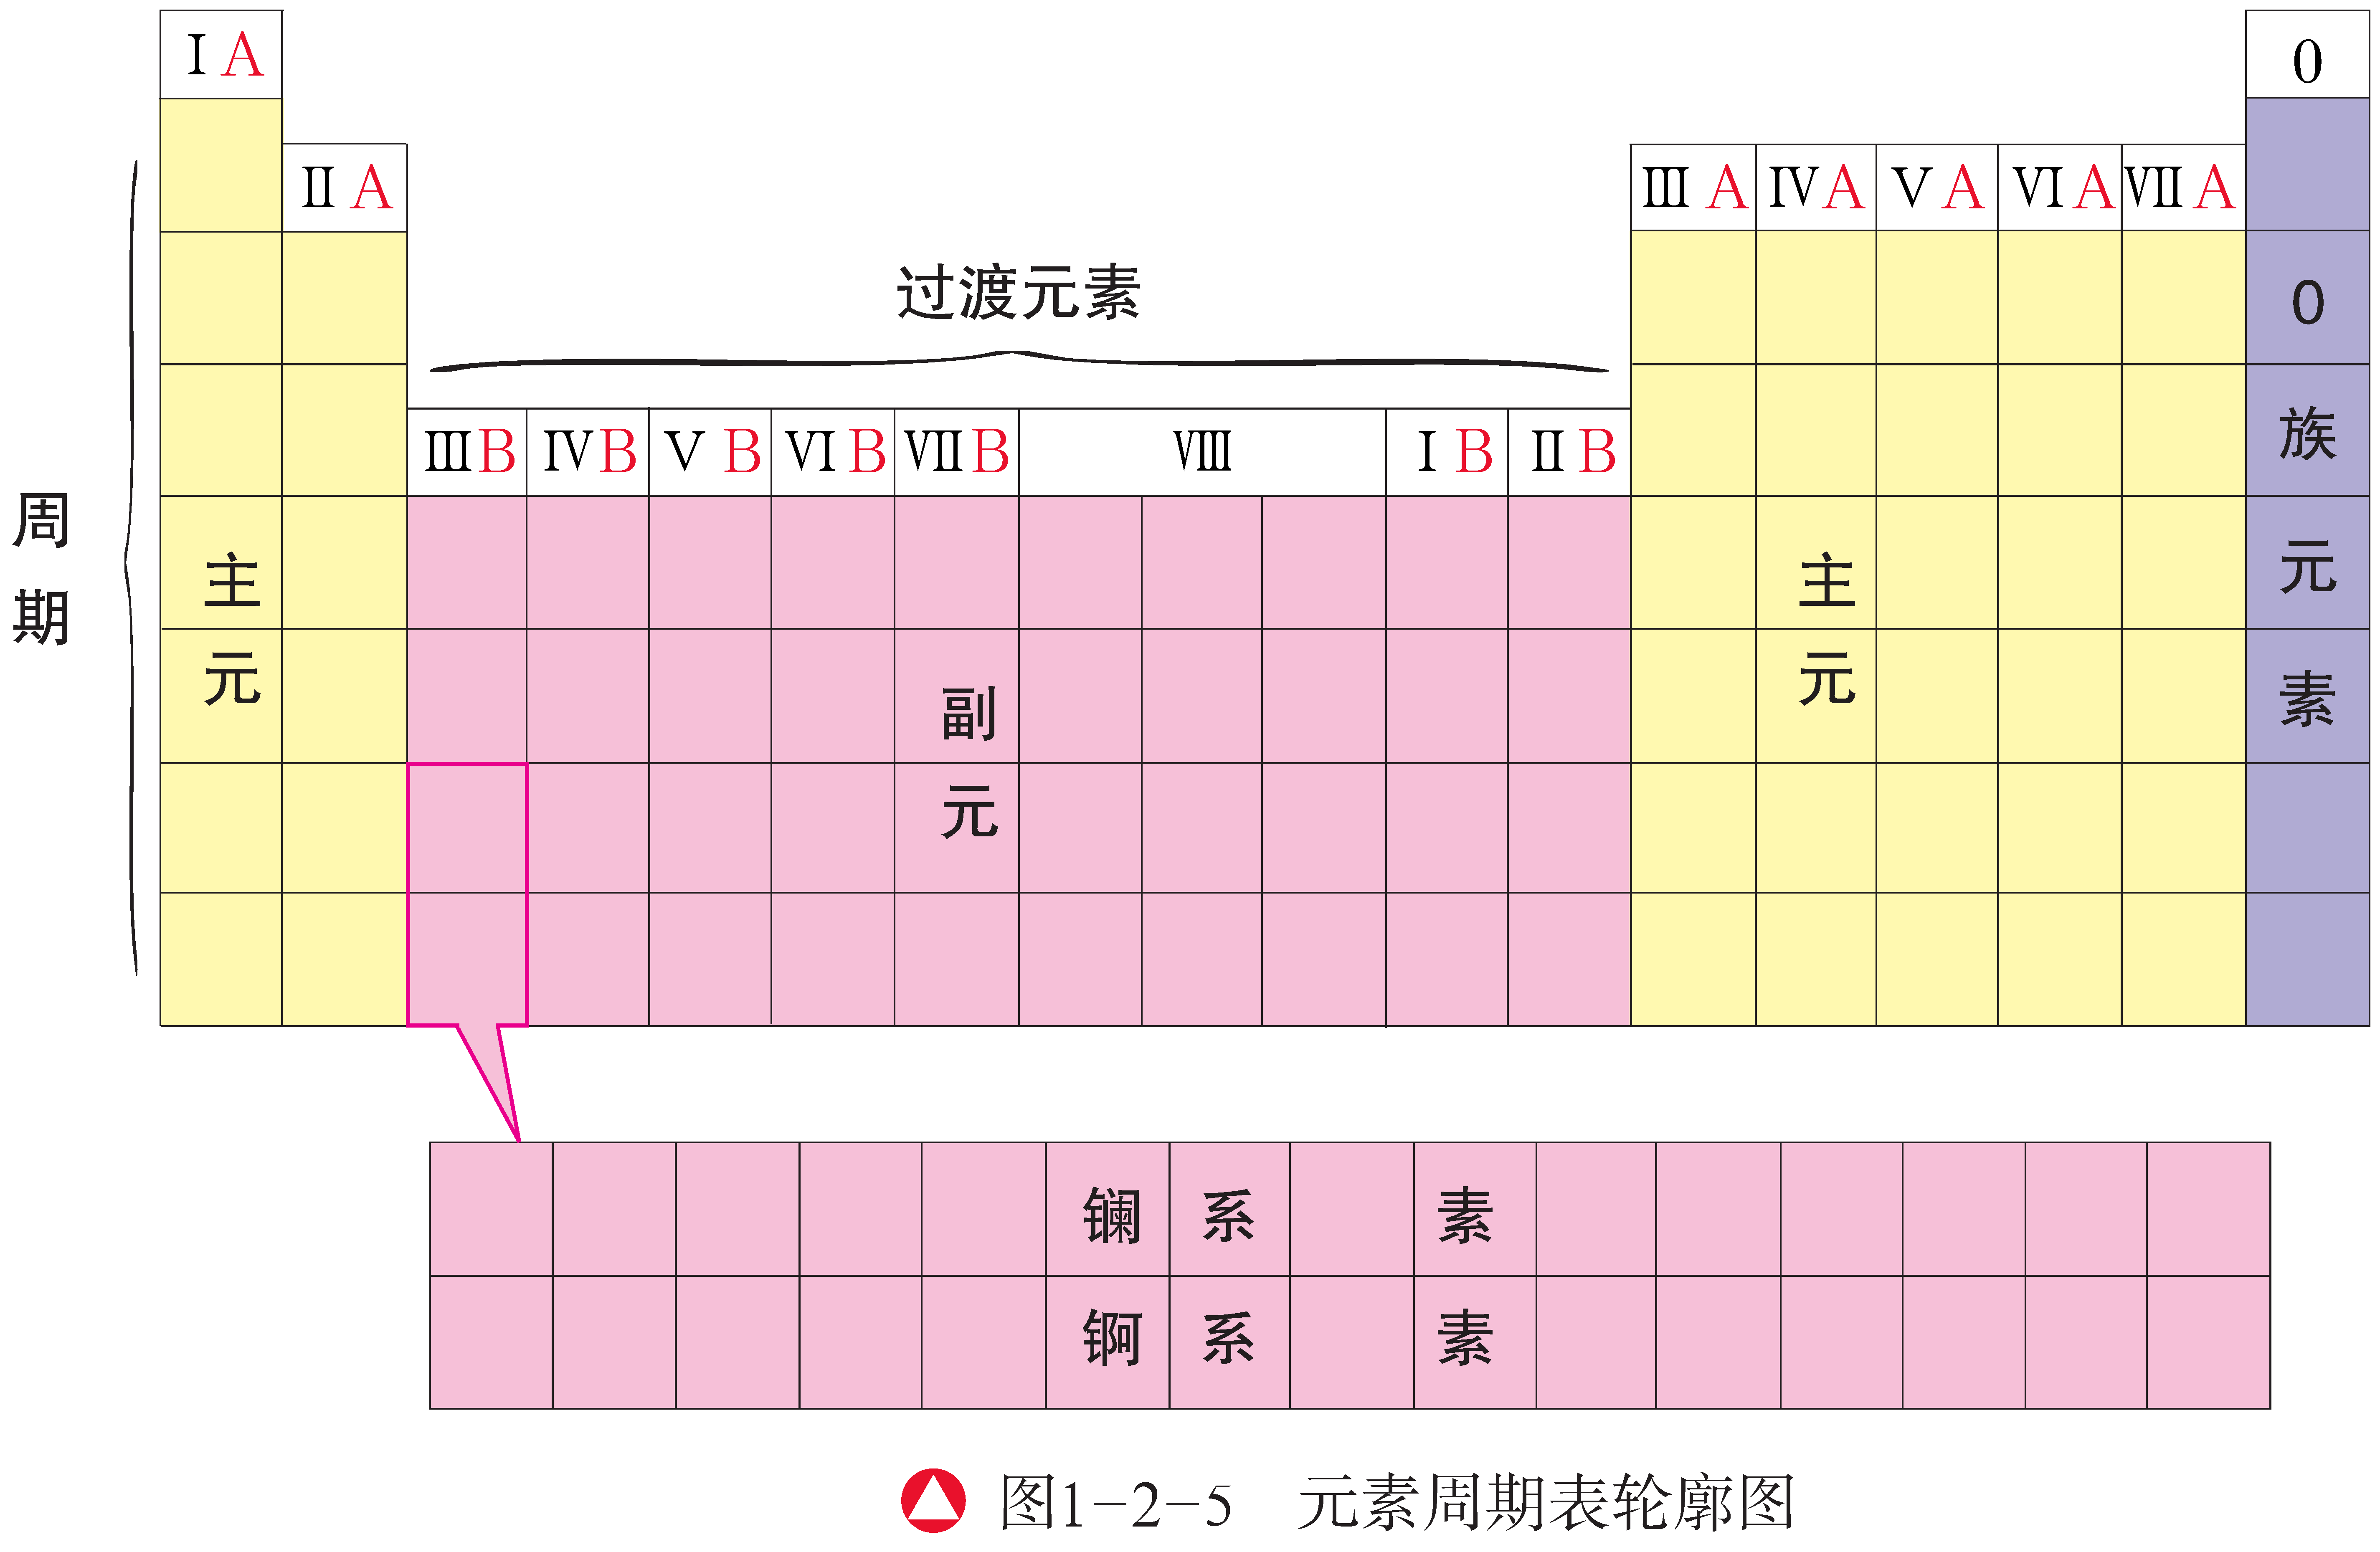 ⅠA
0
ⅡA
ⅢA ⅣA ⅤA ⅥA ⅦA
过渡元素
ⅢB ⅣB ⅤB ⅥB ⅦB Ⅷ ⅠB ⅡB
周期
主元
副元
主元
0族元素
镧系 素
锕系 素
图1-2-5 元素周期表轮廓图